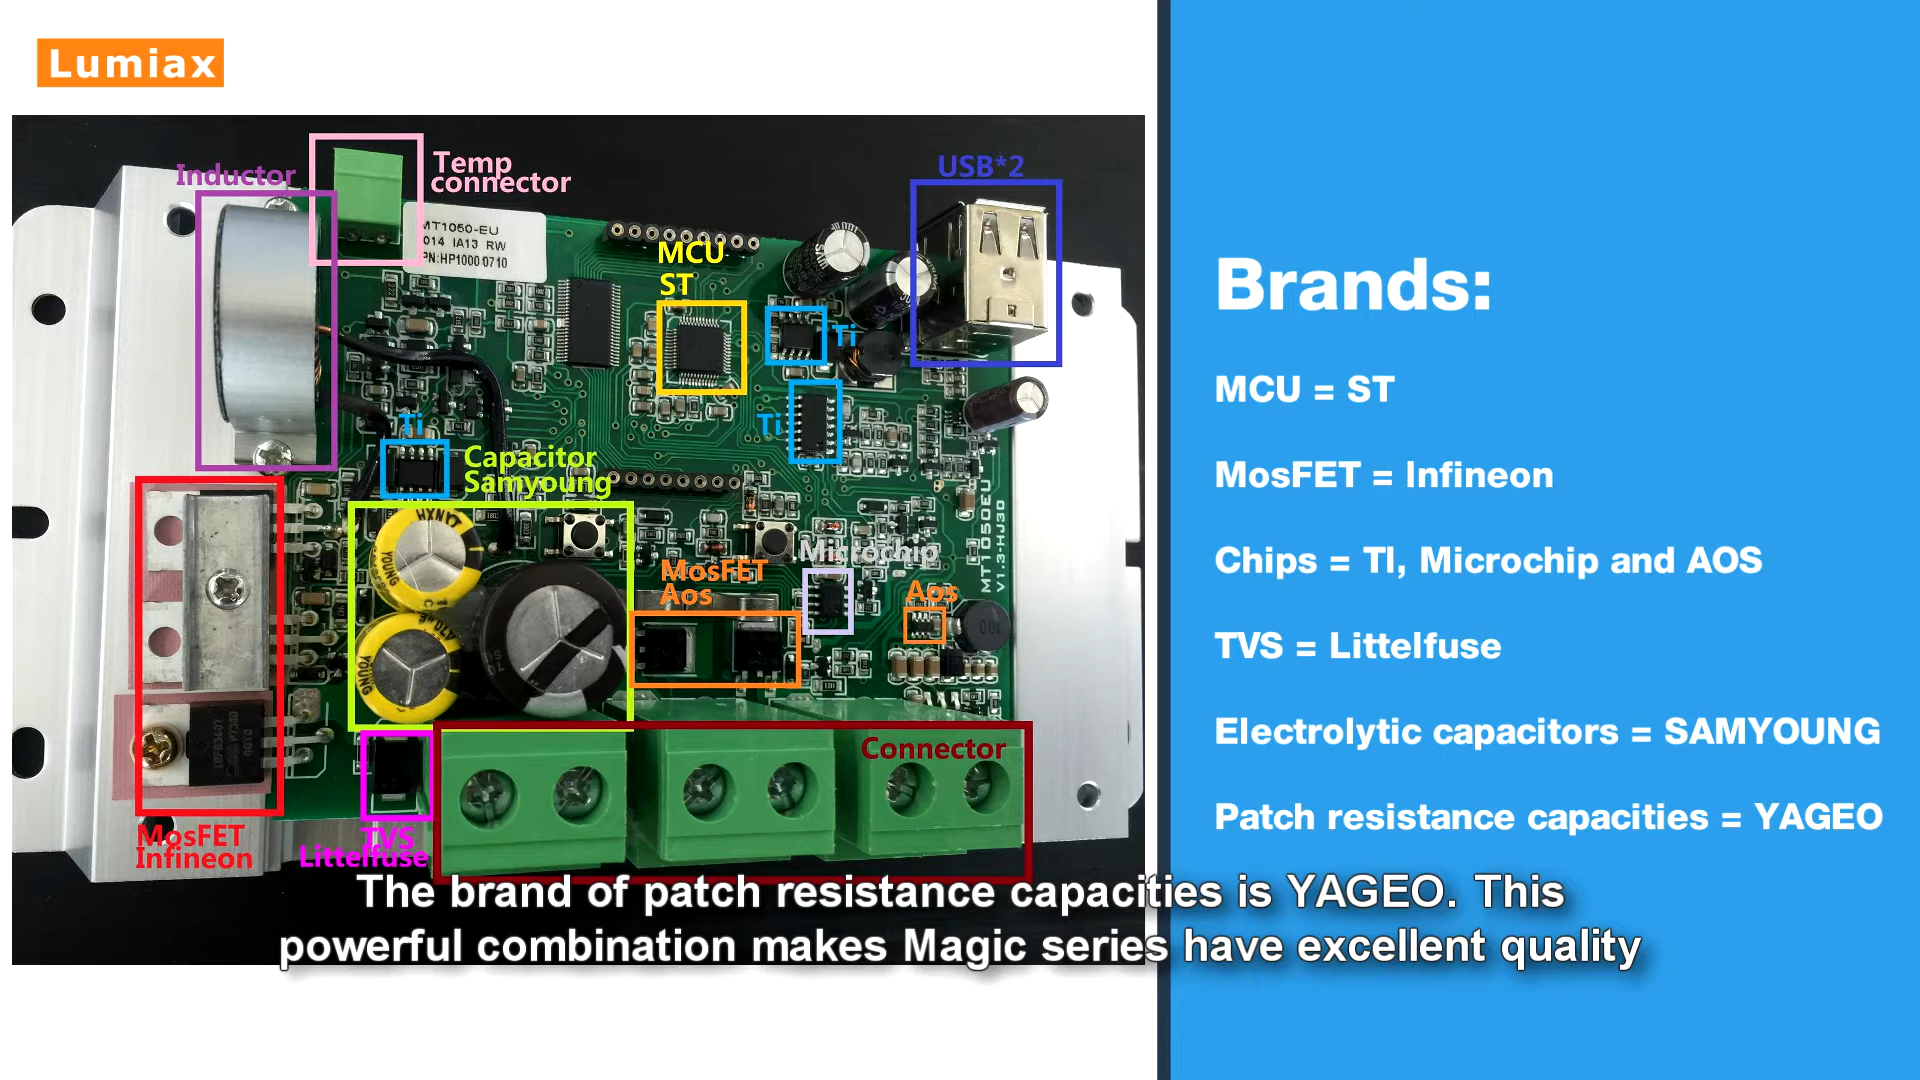 Lumiax
Inductor
Temp
connector
USB*2
MT1050-EU
014 IA13 RW
PN:HP1000 0710
MCU
ST
Ti
Ti
Ti
Capacitor
Samyoung
YOUNG
YOUNG
Microchip
MosFET
Aos
Aos
MT1050EU
V1.3-HJ30
100
Connector
MosFET
Infineon
TVS
Littelfuse
Brands:
MCU = ST
MosFET = Infineon
Chips = TI, Microchip and AOS
TVS = Littelfuse
Electrolytic capacitors = SAMYOUNG
Patch resistance capacities = YAGEO
The brand of patch resistance capacities is YAGEO. This
powerful combination makes Magic series have excellent quality